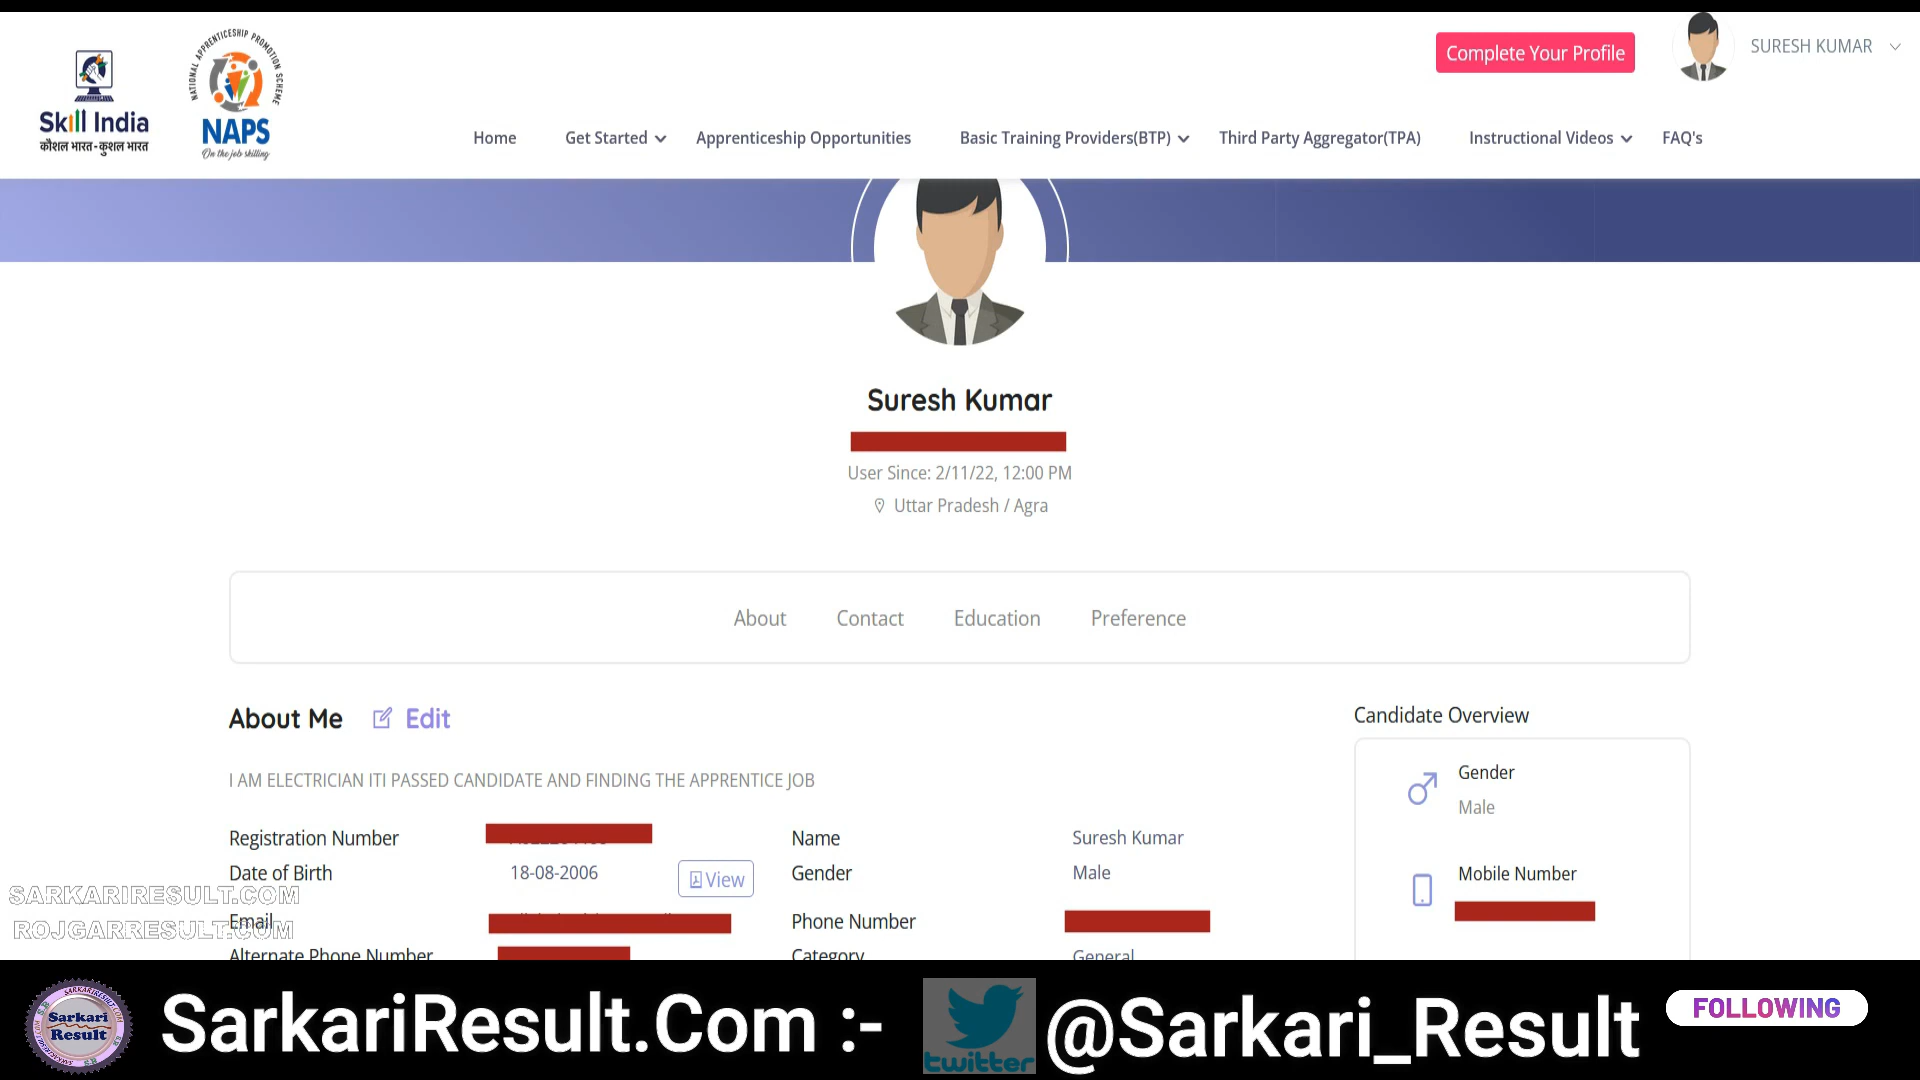 Complete Your Profile
SURESH KUMAR
NATIONAL APPRENTICESHIP PROMOTION SCHEME
Skill India
कौशल भारत-कुशल भारत
NAPS
On the job skilling
Home
Get Started
Apprenticeship Opportunities
Basic Training Providers(BTP)
Third Party Aggregator(TPA)
Instructional Videos
FAQ's
Suresh Kumar
User Since: 2/11/22, 12:00 PM
Uttar Pradesh / Agra
About
Contact
Education
Preference
About Me
Edit
Candidate Overview
I AM ELECTRICIAN ITI PASSED CANDIDATE AND FINDING THE APPRENTICE JOB
Gender
Male
Registration Number
Name
Suresh Kumar
Date of Birth
18-08-2006
View
Gender
Male
Mobile Number
SARKARIRESULT.COM
ROJGARRESULT.COM
Email
Phone Number
Alternate Phone Number
Category
General
Sarkari
Result
SarkariResult.Com :-
twitter
@Sarkari_Result
FOLLOWING